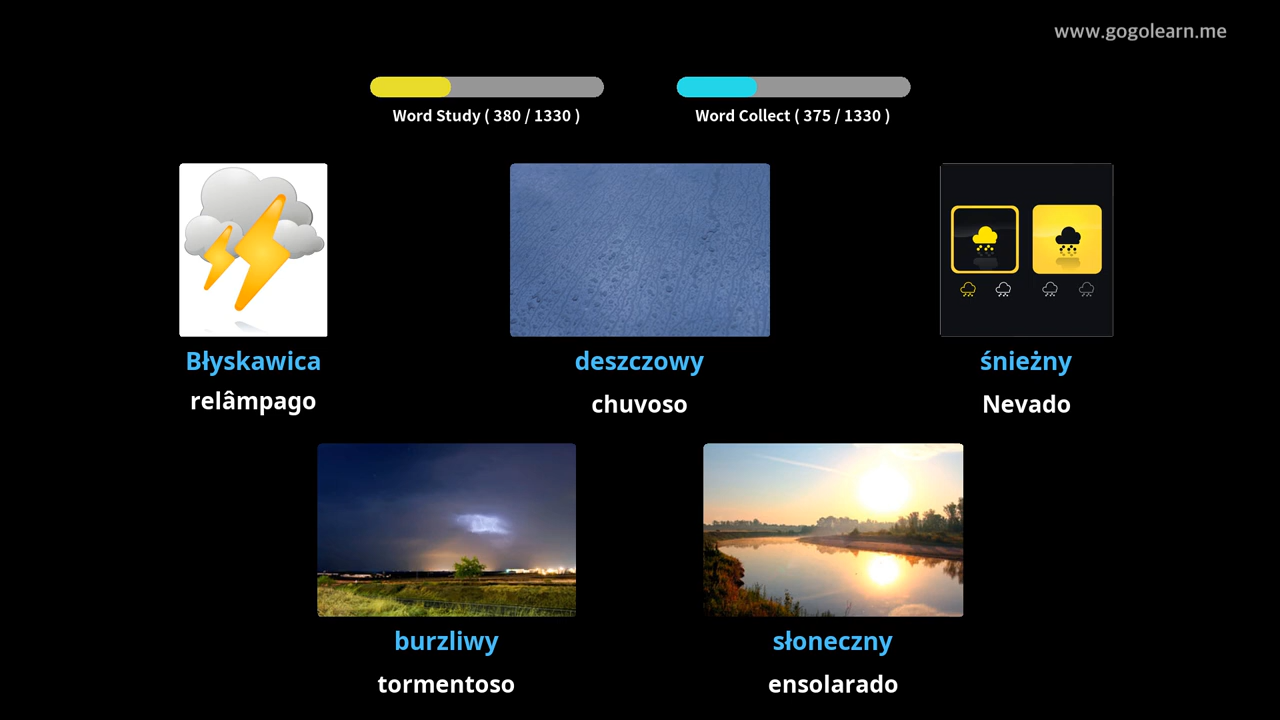 www.gogolearn.me
Word Study ( 380 / 1330 )
Word Collect ( 375 / 1330 )
Błyskawica
relâmpago
deszczowy
chuvoso
śnieżny
Nevado
burzliwy
tormentoso
słoneczny
ensolarado